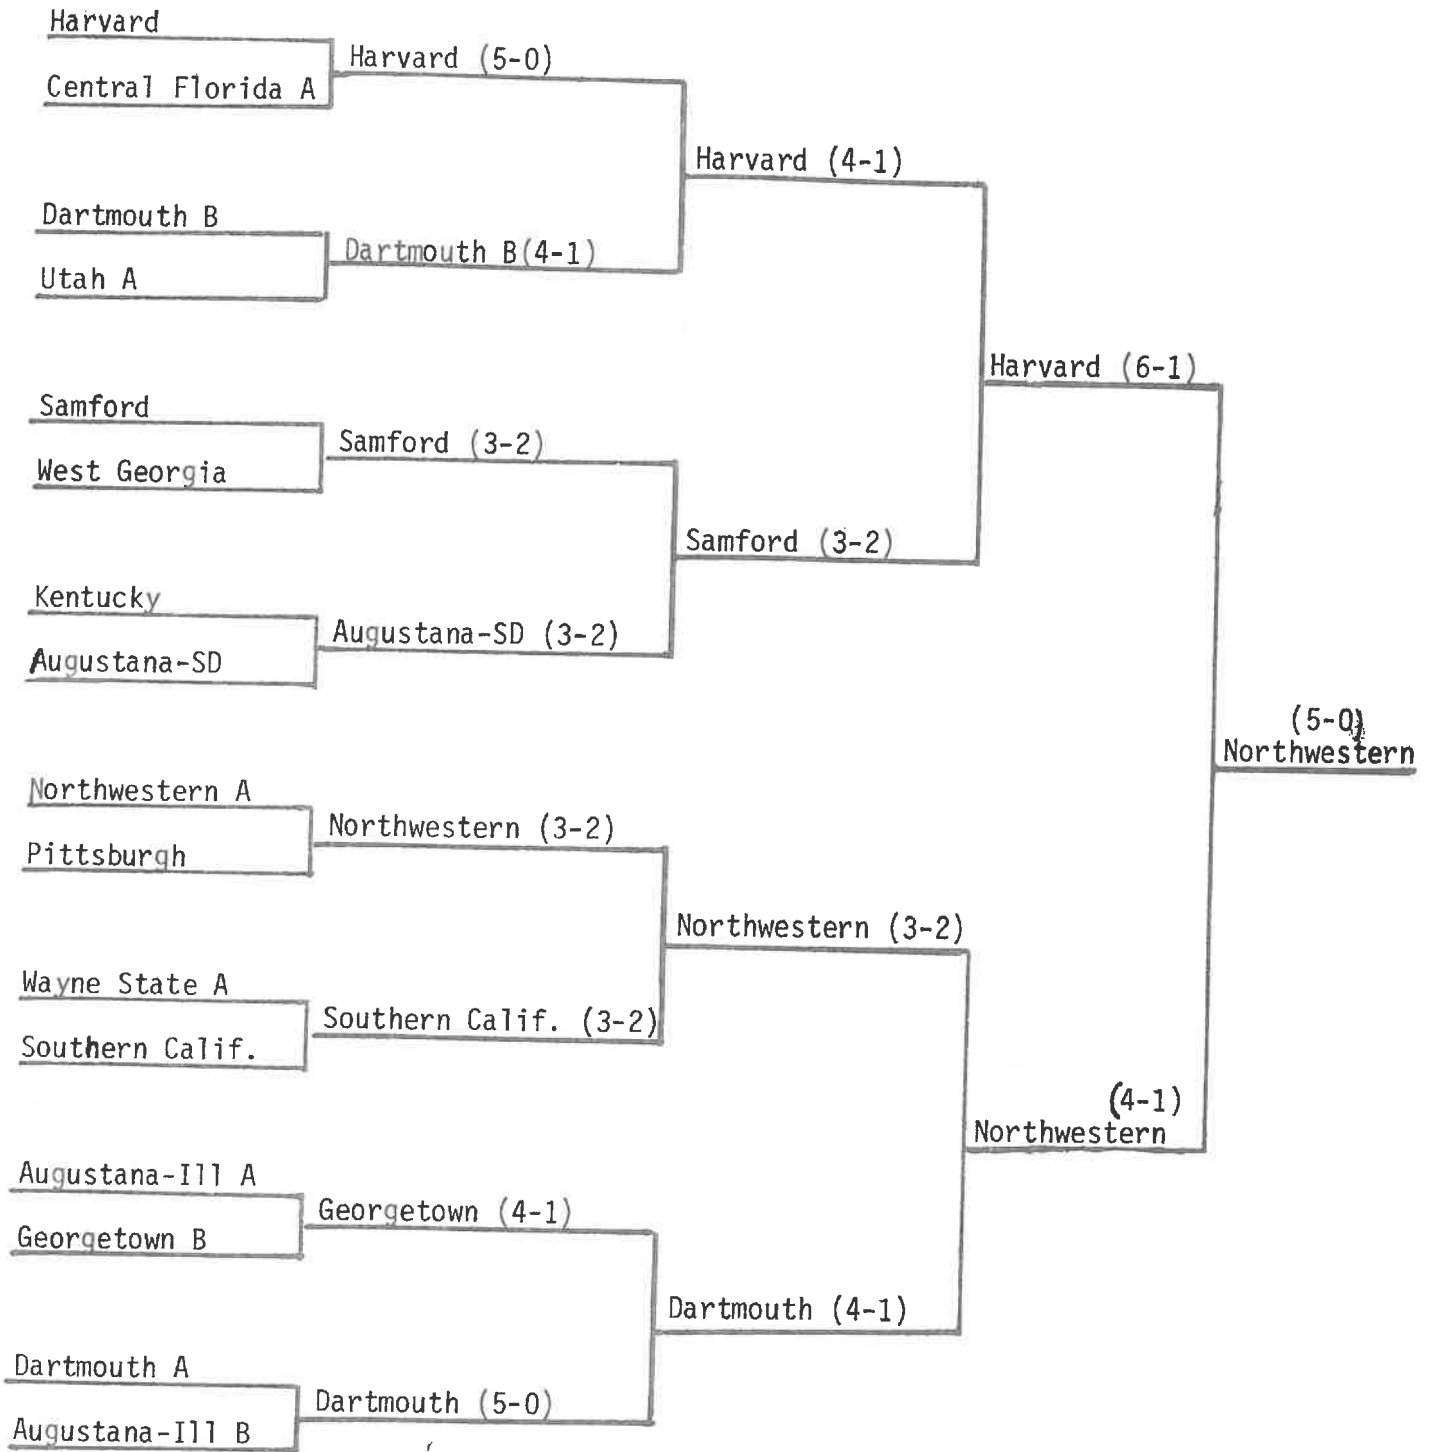 Harvard
Harvard (5-0)
Central Florida A
Harvard (4-1)
Dartmouth B
Dartmouth B(4-1)
Utah A
Harvard (6-1)
Samford
Samford (3-2)
West Georgia
Samford (3-2)
Kentucky
Augustana-SD (3-2)
Augustana-SD
(5-0)
Northwestern
Northwestern A
Northwestern (3-2)
Pittsburgh
Northwestern (3-2)
Wayne State A
Southern Calif. (3-2)
Southern Calif.
(4-1)
Northwestern
Augustana-Ill A
Georgetown (4-1)
Georgetown B
Dartmouth (4-1)
Dartmouth A
Dartmouth (5-0)
Augustana-Ill B